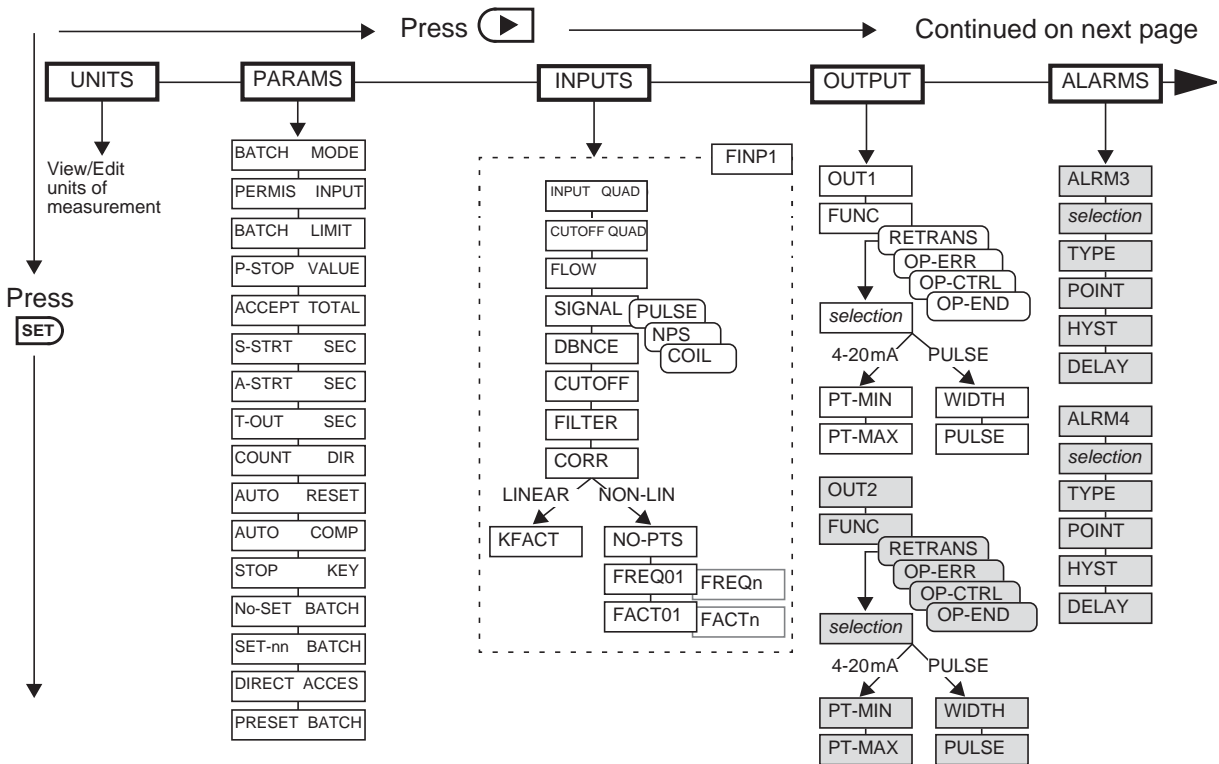 Press
Continued on next page
UNITS
PARAMS
INPUTS
OUTPUT
ALARMS
Press
SET
View/Edit
units of
measurement
BATCH MODE
PERMIS INPUT
BATCH LIMIT
P-STOP VALUE
ACCEPT TOTAL
S-STRT SEC
A-STRT SEC
T-OUT SEC
COUNT DIR
AUTO RESET
AUTO COMP
STOP KEY
No-SET BATCH
SET-nn BATCH
DIRECT ACCES
PRESET BATCH
FINP1
INPUT QUAD
CUTOFF QUAD
FLOW
SIGNAL
PULSE
NPS
COIL
DBNCE
CUTOFF
FILTER
CORR
LINEAR
NON-LIN
KFACT
NO-PTS
FREQ01
FREQn
FACT01
FACTn
OUT1
FUNC
RETRANS
OP-ERR
OP-CTRL
OP-END
selection
4-20mA
PULSE
PT-MIN
WIDTH
PT-MAX
PULSE
OUT2
FUNC
RETRANS
OP-ERR
OP-CTRL
OP-END
selection
4-20mA
PULSE
PT-MIN
WIDTH
PT-MAX
PULSE
ALRM3
selection
TYPE
POINT
HYST
DELAY
ALRM4
selection
TYPE
POINT
HYST
DELAY